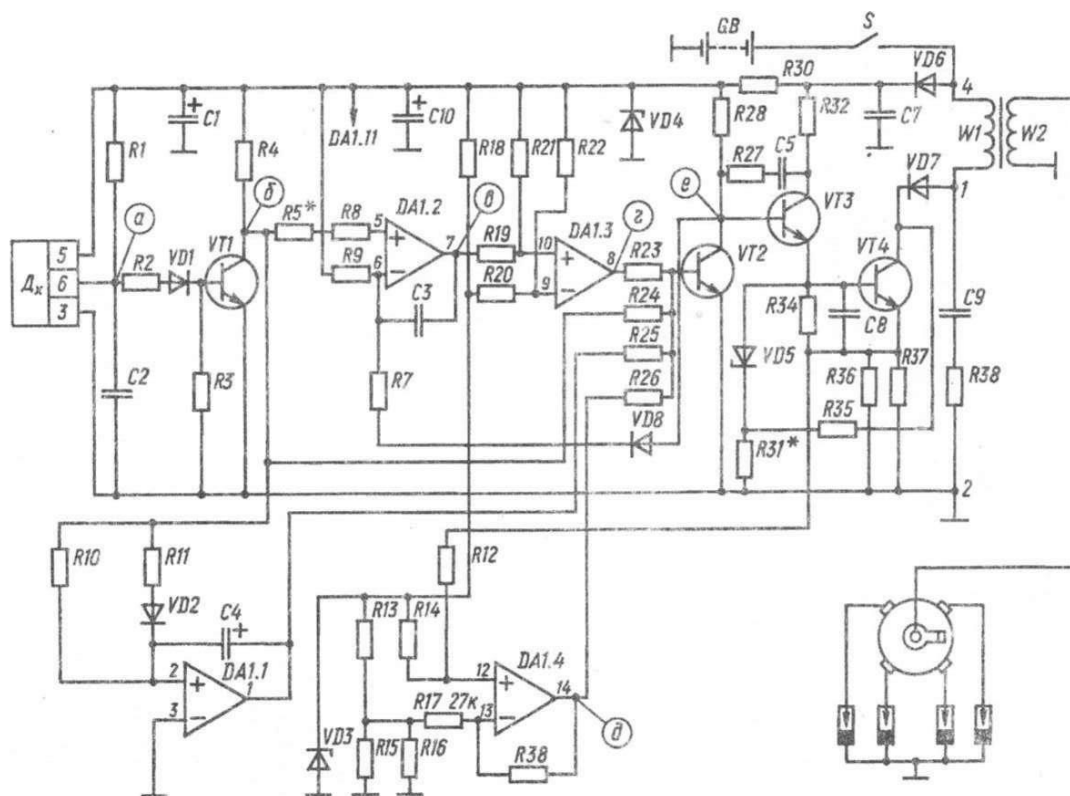 GB S
VD6
R30 4
R1 C1 R4 DA1.11 C10 R18 R21 R22 VD4 R28 R32 C7 W1 W2
R27 C5 VD7 1
а б R5* R8 5 DA1.2 в DA1.3 г е VT3
Дх 5 6 3 R2 VD1 VT1 R9 6 7 R19 10 8 R23 VT2 VT4
R20 9
C3 R24 R34 C8 C9
C2 R3 R7 R25 VD5 R36 R37 R38
R26 R35
VD8 R31*
2
R10 R11 R12
VD2 R13 R14
C4 DA1.1 DA1.4
2 1 12 14
3 R17 27к 13 д
VD3 R15 R16 R38